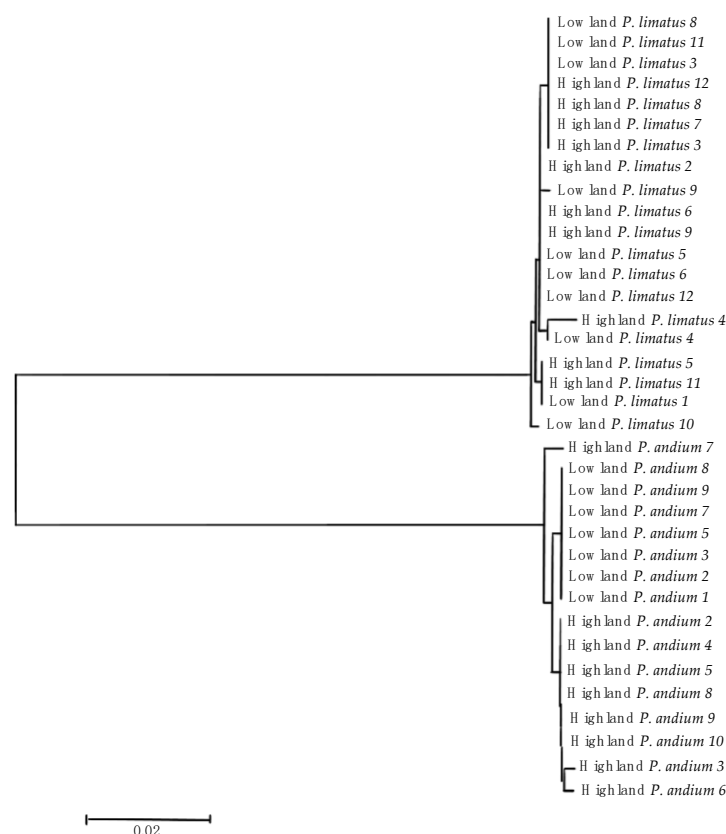 Low land P. limatus 8
Low land P. limatus 11
Low land P. limatus 3
Highland P. limatus 12
Highland P. limatus 8
Highland P. limatus 7
Highland P. limatus 3
Highland P. limatus 2
Low land P. limatus 9
Highland P. limatus 6
Highland P. limatus 9
Low land P. limatus 5
Low land P. limatus 6
Low land P. limatus 12
Highland P. limatus 4
Low land P. limatus 4
Highland P. limatus 5
Highland P. limatus 11
Low land P. limatus 1
Low land P. limatus 10
Highland P. andium 7
Low land P. andium 8
Low land P. andium 9
Low land P. andium 7
Low land P. andium 5
Low land P. andium 3
Low land P. andium 2
Low land P. andium 1
Highland P. andium 2
Highland P. andium 4
Highland P. andium 5
Highland P. andium 8
Highland P. andium 9
Highland P. andium 10
Highland P. andium 3
Highland P. andium 6
0.02